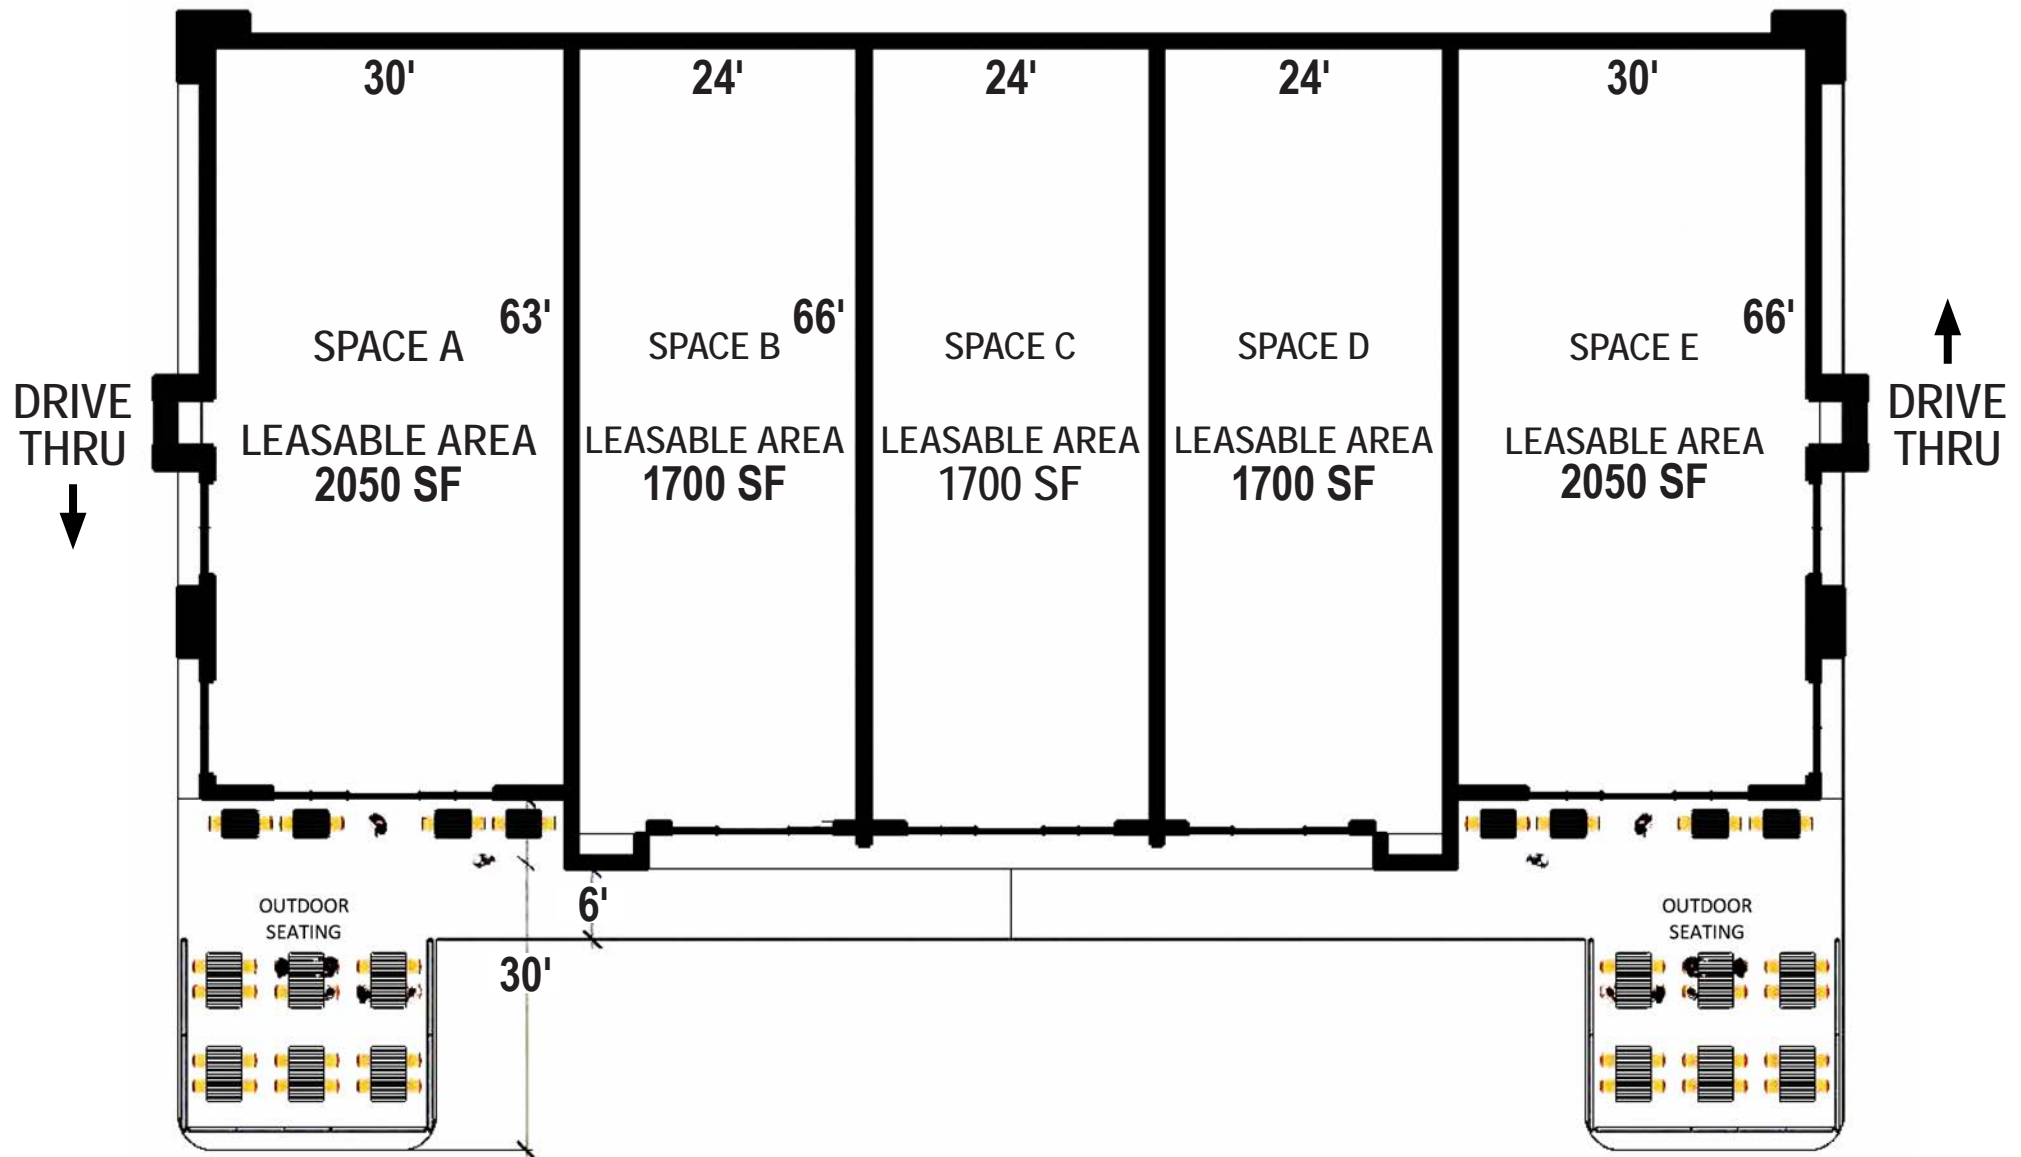 30'
24'
24'
24'
30'
63'
66'
66'
SPACE A
SPACE B
SPACE C
SPACE D
SPACE E
DRIVE
THRU
DRIVE
THRU
LEASABLE AREA
2050 SF
LEASABLE AREA
1700 SF
LEASABLE AREA
1700 SF
LEASABLE AREA
1700 SF
LEASABLE AREA
2050 SF
OUTDOOR
SEATING
6'
30'
OUTDOOR
SEATING